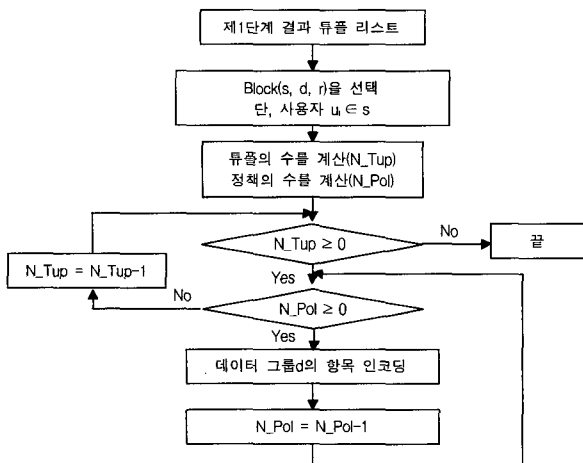 제1단계 결과 튜플 리스트
Block(s, d, r)을 선택
단, 사용자 uᵢ ∈ s
튜플의 수를 계산(N_Tup)
정책의 수를 계산(N_Pol)
N_Tup ≥ 0
No
끝
N_Tup = N_Tup-1
Yes
No
N_Pol ≥ 0
Yes
데이터 그룹d의 항목 인코딩
N_Pol = N_Pol-1